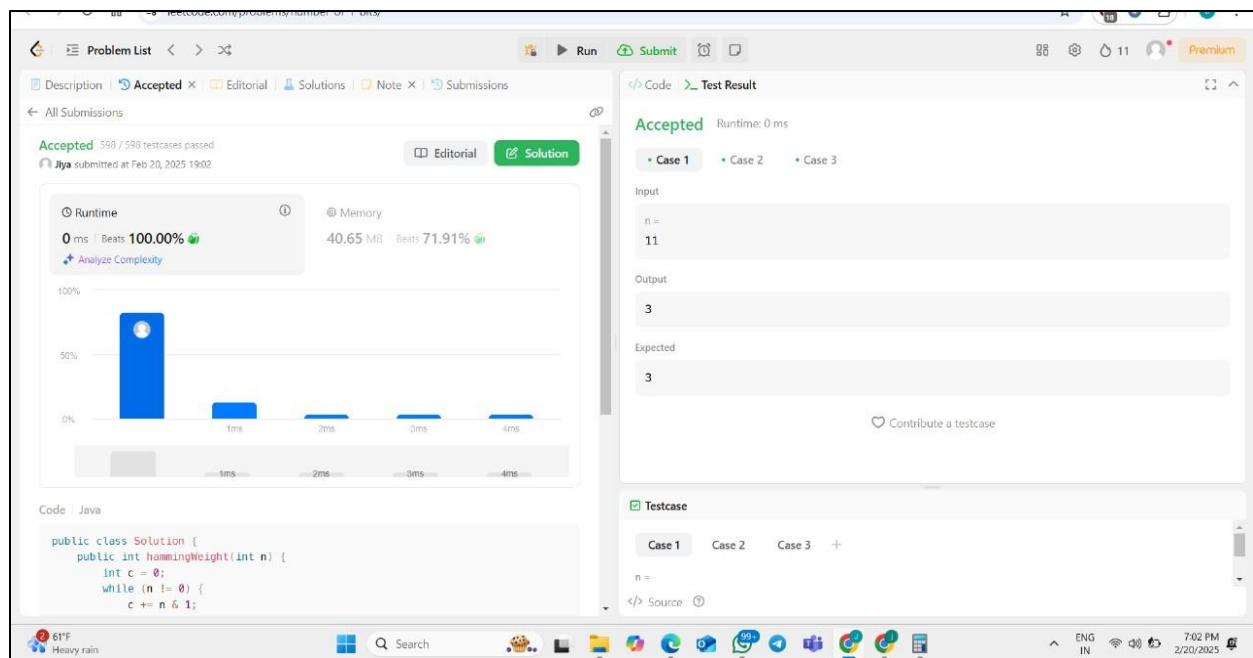 leetcode.com/problems/number-of-1-bits/
18
Problem List
Run
Submit
11
Premium
Description
Accepted
Editorial
Solutions
Note
Submissions
All Submissions
Accepted 598 / 598 testcases passed
Jiya submitted at Feb 20, 2025 19:02
Editorial
Solution
Runtime
0 ms Beats 100.00%
Analyze Complexity
Memory
40.65 MB Beats 71.91%
100%
50%
0%
1ms 2ms 3ms 4ms
1ms 2ms 3ms 4ms
Code Java
public class Solution {
public int hammingWeight(int n) {
int c = 0;
while (n != 0) {
c += n & 1;
</> Code >_ Test Result
Accepted Runtime: 0 ms
• Case 1 • Case 2 • Case 3
Input
n =
11
Output
3
Expected
3
Contribute a testcase
Testcase
Case 1 Case 2 Case 3 +
n =
</> Source
2
61°F
Heavy rain
Search
99+
ENG
IN
7:02 PM
2/20/2025